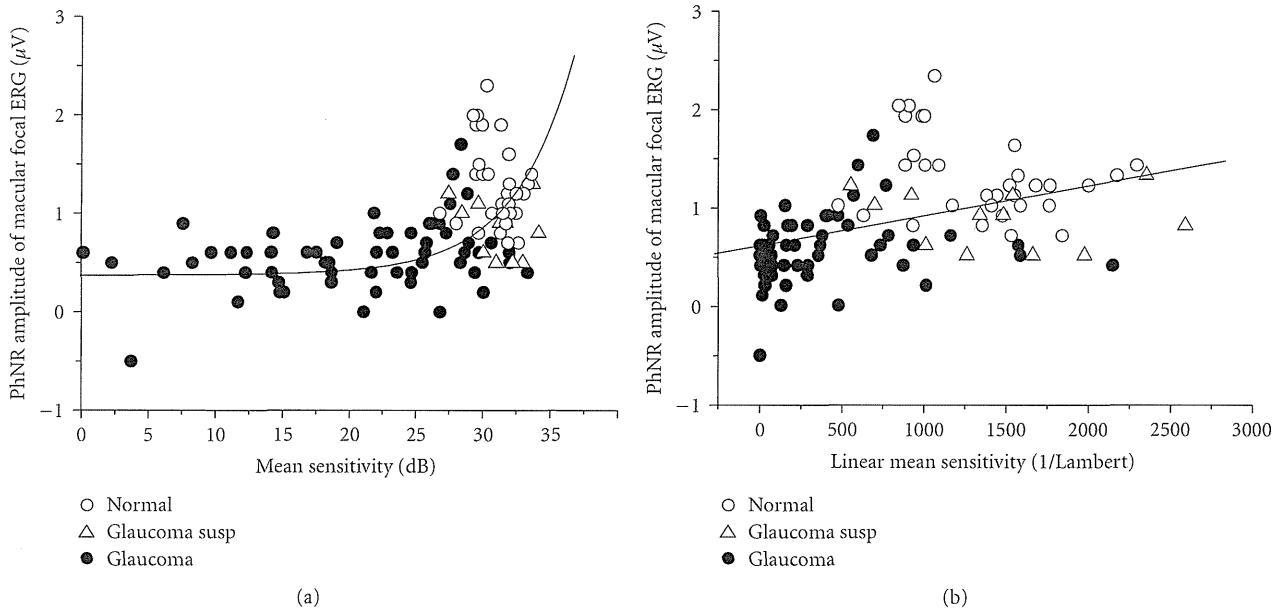 PhNR amplitude of macular focal ERG (μV)
3
2
1
0
−1
0 5 10 15 20 25 30 35
Mean sensitivity (dB)
Normal
Glaucoma susp
Glaucoma
(a)
PhNR amplitude of macular focal ERG (μV)
3
2
1
0
−1
0 500 1000 1500 2000 2500 3000
Linear mean sensitivity (1/Lambert)
Normal
Glaucoma susp
Glaucoma
(b)